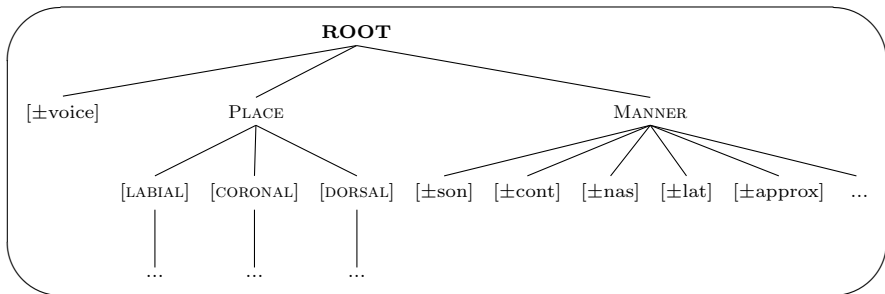 ROOT
[±voice] PLACE MANNER
[LABIAL] [CORONAL] [DORSAL] [±son] [±cont] [±nas] [±lat] [±approx] ...
... ... ...